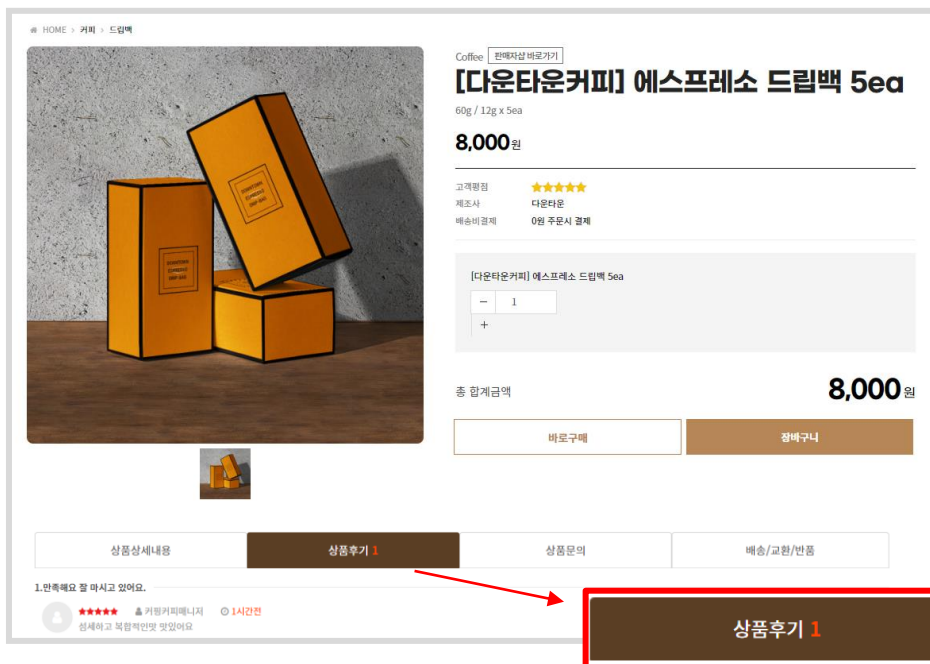 HOME > 커피 > 드립백
Coffee 판매자샵 바로가기
[다운타운커피] 에스프레소 드립백 5ea
60g / 12g x 5ea
8,000원
고객평점 ★★★★★
제조사 다운타운
배송비결제 0원 주문시 결제
DOWNTOWN
ESPRESSO
DRIP BAG
DOWNTOWN
ESPRESSO
DRIP BAG
[다운타운커피] 에스프레소 드립백 5ea
− 1
+
총 합계금액 8,000원
바로구매 장바구니
상품상세내용 상품후기 1 상품문의 배송/교환/반품
1.만족해요 잘 마시고 있어요.
★★★★★ 커핑커피매니저 1시간전
섬세하고 복합적인맛 맛있어요
상품후기 1